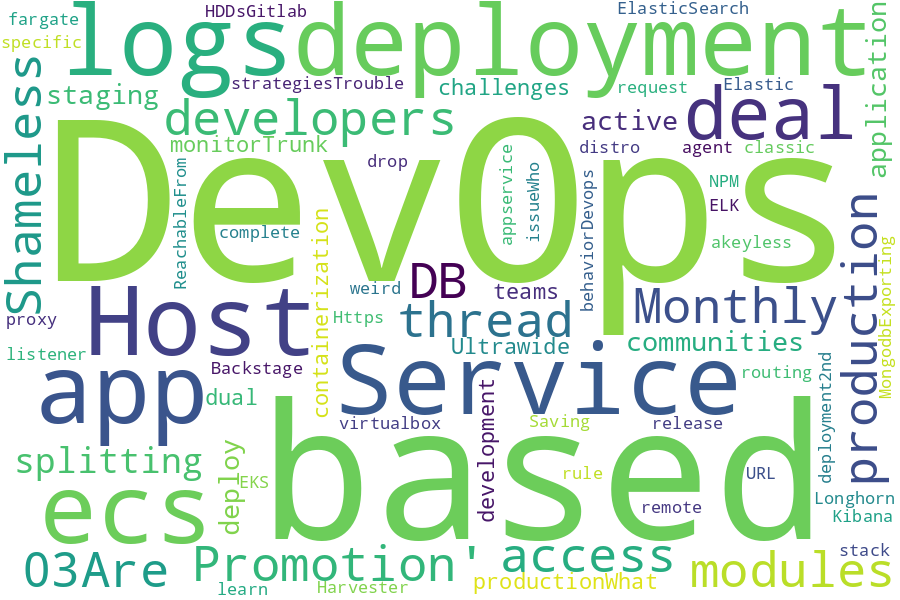 HDDsGitlab ElasticSearch
fargate logs deployment
specific
strategiesTrouble challenges request Elastic
staging developers active deal
Shameless application
monitorTrunk drop distro agent classic
DevOps
ReachableFrom appservice issueWho behaviorDevops NPM
ELK
complete akeyless
containerization
Host weird DB teams Monthly production MongodExporting
proxy Https thread
listener Ultrawide communities
Backstage Service deployment2nd
app dual routing
virtualbox development Saving release
based
splitting deploy EKS rule URL
ecs remote Longhorn
Kibana
O3Are Promotion' access modules stack
learn Harvester productionWhat